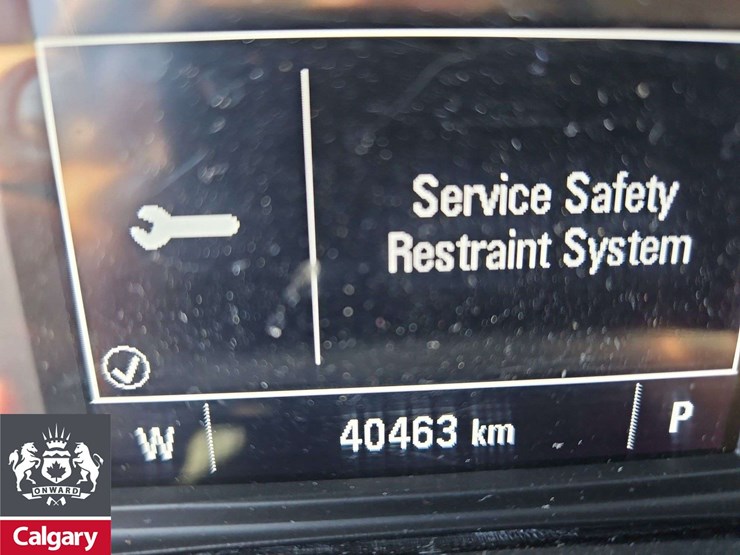 Service Safety
Restraint System
W
40463 km
P
ONWARD
Calgary